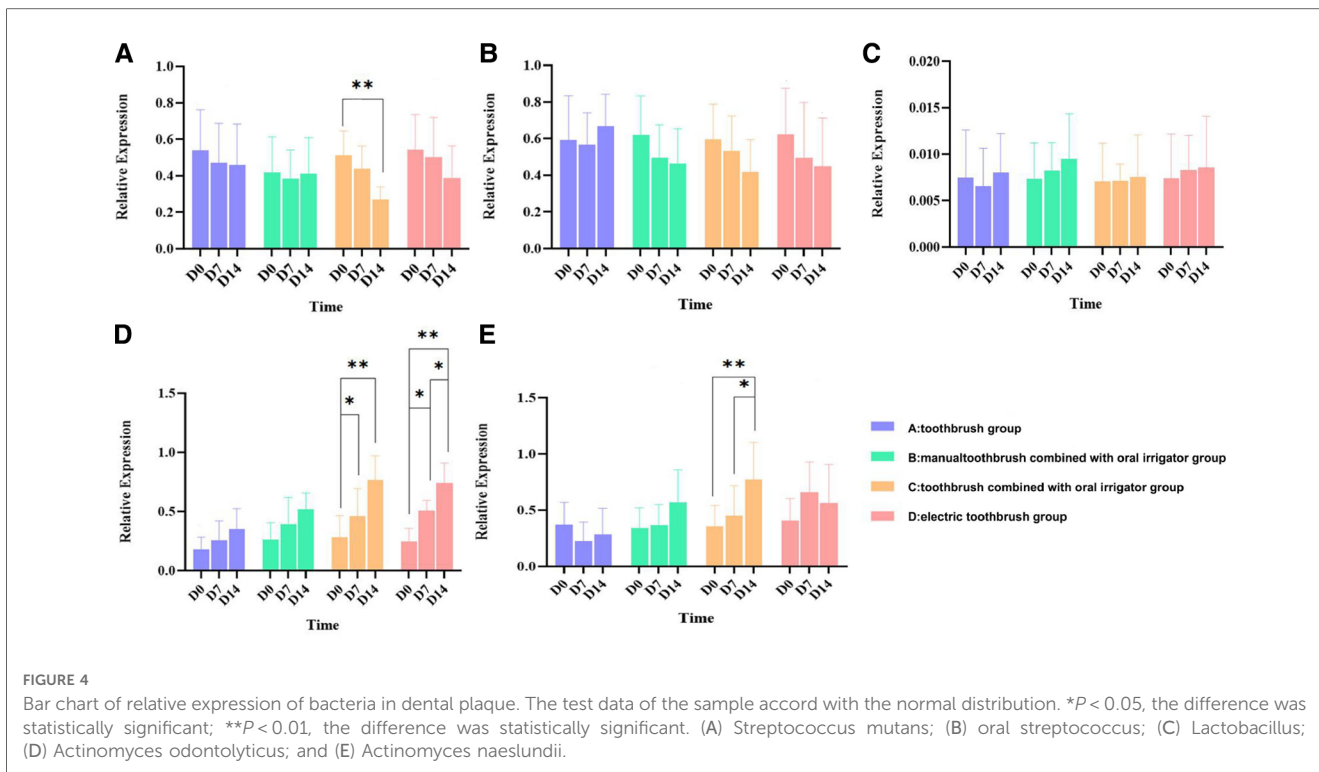 A
Relative Expression
1.0
0.8
0.6
0.4
0.2
0.0
**
D0 D7 D14 D0 D7 D14 D0 D7 D14 D0 D7 D14
Time
B
Relative Expression
1.0
0.8
0.6
0.4
0.2
0.0
D0 D7 D14 D0 D7 D14 D0 D7 D14 D0 D7 D14
Time
C
Relative Expression
0.020
0.015
0.010
0.005
0.000
D0 D7 D14 D0 D7 D14 D0 D7 D14 D0 D7 D14
Time
D
Relative Expression
1.5
1.0
0.5
0.0
**
*
**
*
*
D0 D7 D14 D0 D7 D14 D0 D7 D14 D0 D7 D14
Time
E
Relative Expression
1.5
1.0
0.5
0.0
**
*
D0 D7 D14 D0 D7 D14 D0 D7 D14 D0 D7 D14
Time
A:toothbrush group
B:manualtoothbrush combined with oral irrigator group
C:toothbrush combined with oral irrigator group
D:electric toothbrush group
FIGURE 4
Bar chart of relative expression of bacteria in dental plaque. The test data of the sample accord with the normal distribution. *P < 0.05, the difference was
statistically significant; **P < 0.01, the difference was statistically significant. (A) Streptococcus mutans; (B) oral streptococcus; (C) Lactobacillus;
(D) Actinomyces odontolyticus; and (E) Actinomyces naeslundii.